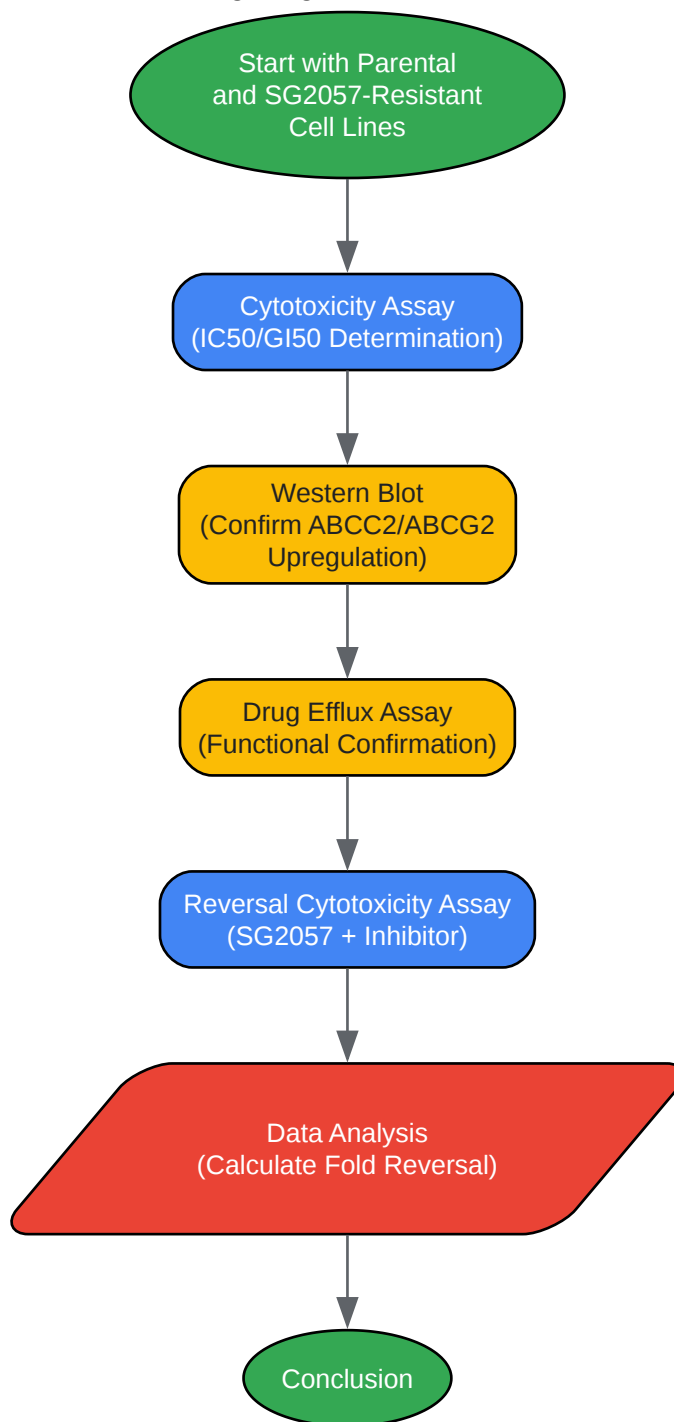 Start with Parental
and SG2057-Resistant
Cell Lines
Cytotoxicity Assay
(IC50/GI50 Determination)
Western Blot
(Confirm ABCC2/ABCG2
Upregulation)
Drug Efflux Assay
(Functional Confirmation)
Reversal Cytotoxicity Assay
(SG2057 + Inhibitor)
Data Analysis
(Calculate Fold Reversal)
Conclusion